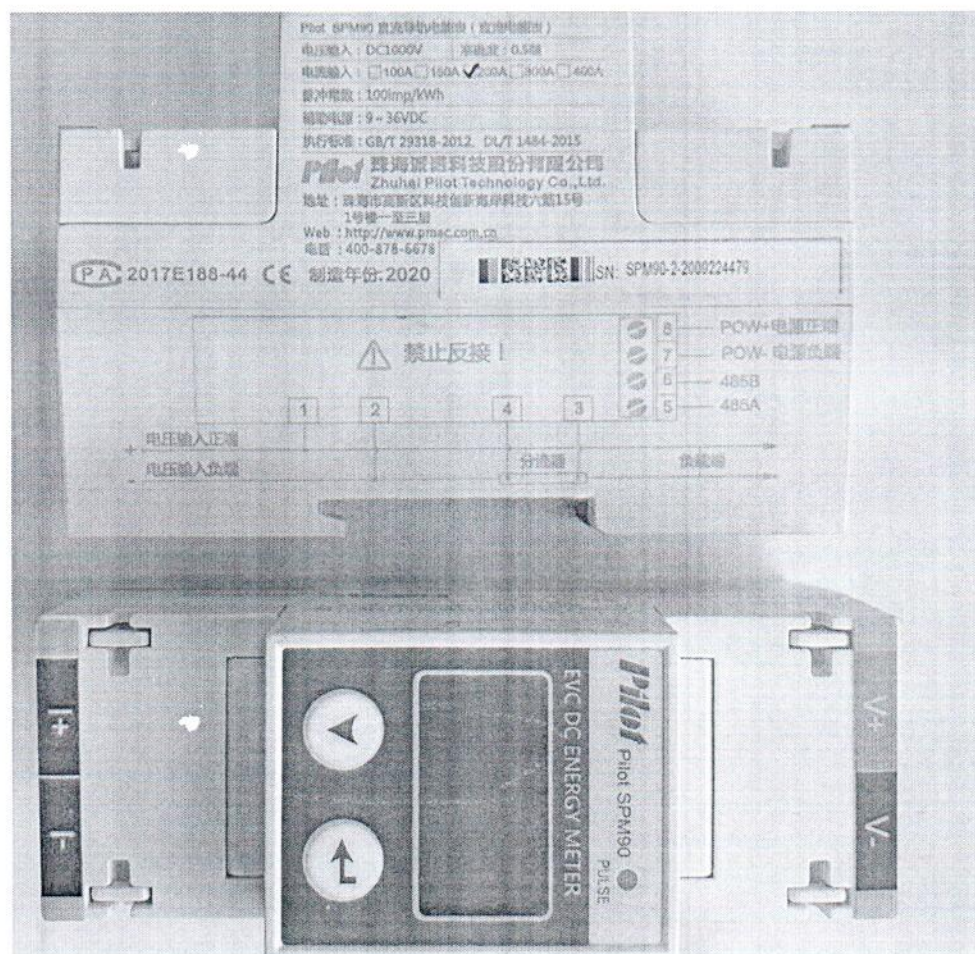 Pilot SPM90 直流导轨电能表（直流电能表）
电压输入：DC1000V 准确度：0.5级
电流输入：□100A□150A✓200A□300A□400A
脉冲常数：100imp/kWh
辅助电源：9~36VDC
执行标准：GB/T 29318-2012、DL/T 1484-2015
Pilot 珠海派诺科技股份有限公司
Zhuhai Pilot Technology Co.,Ltd.
地址：珠海市高新区科技创新海岸科技六路15号
1号楼一至三层
Web：http://www.pmac.com.cn
电话：400-878-6678
CPA 2017E188-44 CE 制造年份:2020
SN: SPM90-2-2009224479
禁止反接！
8 POW+电源正端
7 POW- 电源负端
6 485B
5 485A
1 2 4 3
+ 电压输入正端
- 电压输入负端
分流器 负载端
I+
I-
Pilot
Pilot SPM90
PULSE
EVC DC ENERGY METER
V+
V-